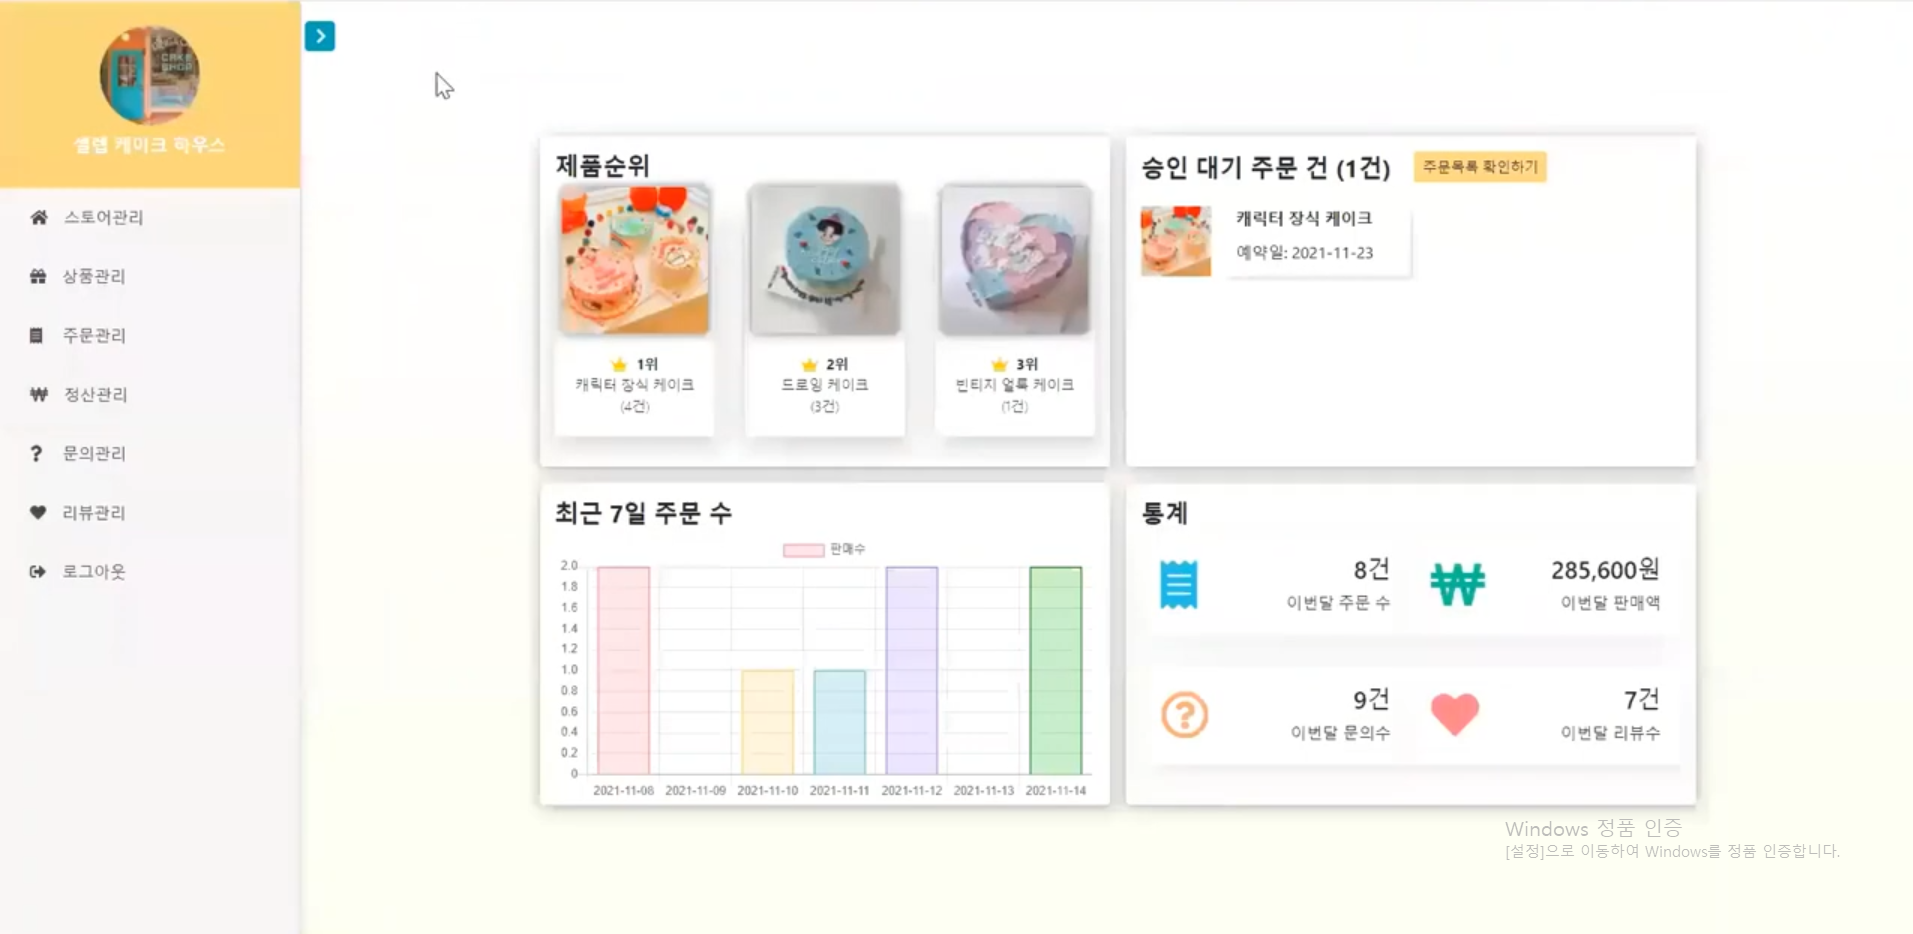 CAKE
SHOP
셀렙 케이크 하우스
스토어관리
상품관리
주문관리
정산관리
문의관리
리뷰관리
로그아웃
제품순위
1위
캐릭터 장식 케이크
(4건)
2위
드로잉 케이크
(3건)
3위
빈티지 얼룩 케이크
(1건)
승인 대기 주문 건 (1건)
주문목록 확인하기
캐릭터 장식 케이크
예약일: 2021-11-23
최근 7일 주문 수
판매수
2.0
1.8
1.6
1.4
1.2
1.0
0.8
0.6
0.4
0.2
0
2021-11-08 2021-11-09 2021-11-10 2021-11-11 2021-11-12 2021-11-13 2021-11-14
통계
8건
이번달 주문 수
285,600원
이번달 판매액
9건
이번달 문의수
7건
이번달 리뷰수
Windows 정품 인증
[설정]으로 이동하여 Windows를 정품 인증합니다.